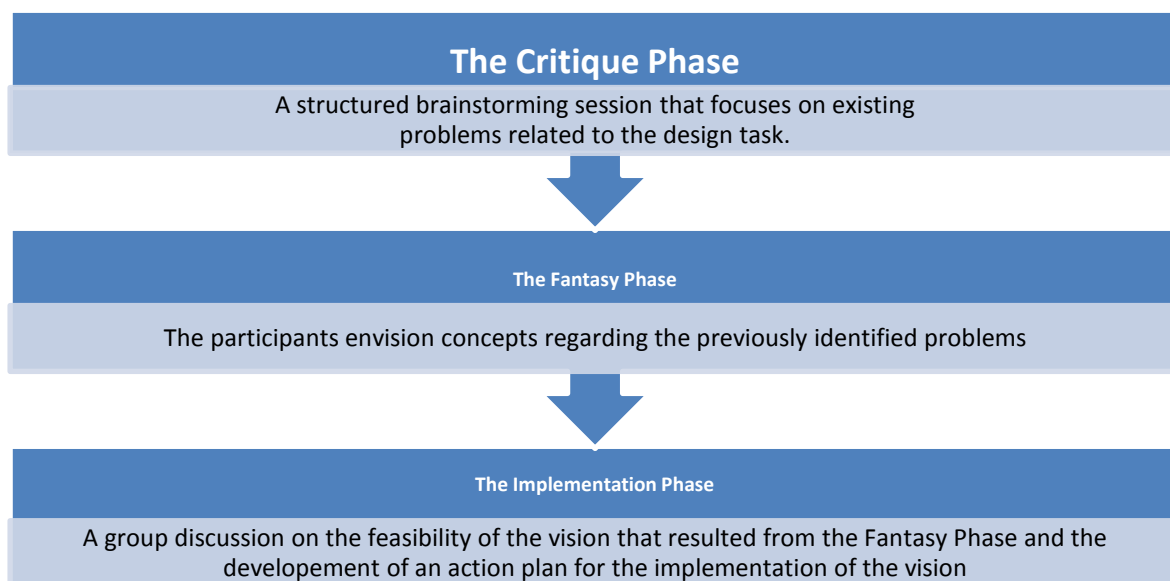 The Critique Phase
A structured brainstorming session that focuses on existing
problems related to the design task.
The Fantasy Phase
The participants envision concepts regarding the previously identified problems
The Implementation Phase
A group discussion on the feasibility of the vision that resulted from the Fantasy Phase and the
developement of an action plan for the implementation of the vision